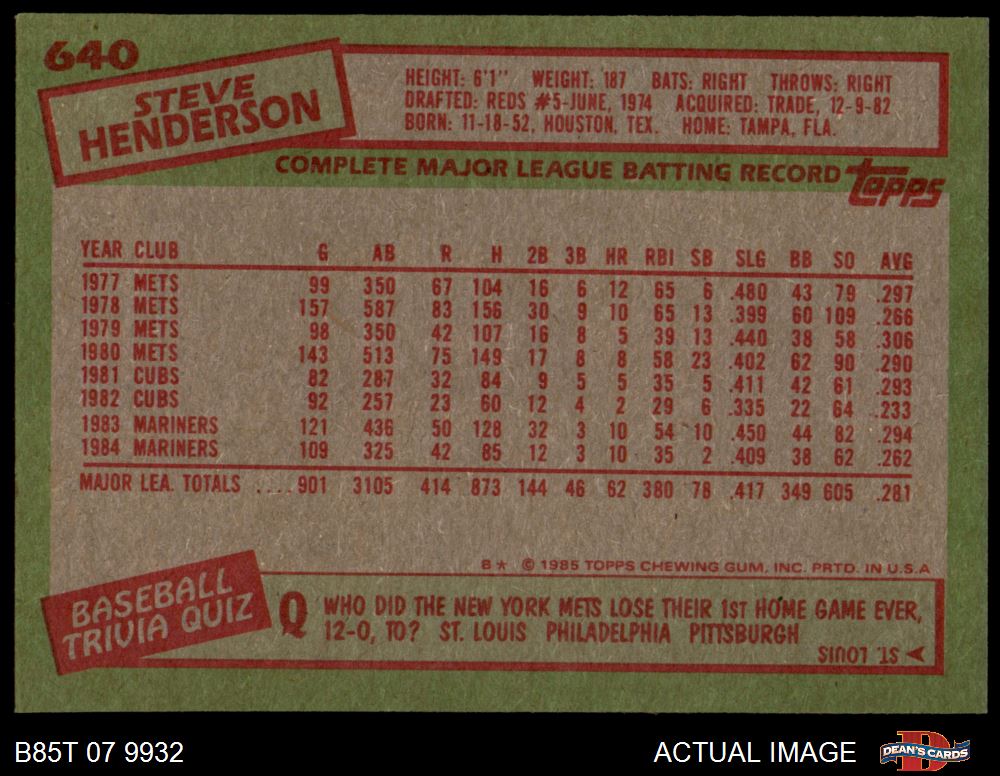 640
STEVE
HENDERSON
HEIGHT: 6'1" WEIGHT: 187 BATS: RIGHT THROWS: RIGHT
DRAFTED: REDS #5-JUNE, 1974 ACQUIRED: TRADE, 12-9-82
BORN: 11-18-52, HOUSTON, TEX. HOME: TAMPA, FLA.
COMPLETE MAJOR LEAGUE BATTING RECORD topps
YEAR CLUB G AB R H 2B 3B HR RBI SB SLG BB SO AVG
1977 METS 99 350 67 104 16 6 12 65 6 .480 43 79 .297
1978 METS 157 587 83 156 30 9 10 65 13 .399 60 109 .266
1979 METS 98 350 42 107 16 8 5 39 13 .440 38 58 .306
1980 METS 143 513 75 149 17 8 8 58 23 .402 62 90 .290
1981 CUBS 82 287 32 84 9 5 5 35 5 .411 42 61 .293
1982 CUBS 92 257 23 60 12 4 2 29 6 .335 22 64 .233
1983 MARINERS 121 436 50 128 32 3 10 54 10 .450 44 82 .294
1984 MARINERS 109 325 42 85 12 3 10 35 2 .409 38 62 .262
MAJOR LEA. TOTALS .... 901 3105 414 873 144 46 62 380 78 .417 349 605 .281
B* © 1985 TOPPS CHEWING GUM, INC. PRTD. IN U.S.A
BASEBALL
TRIVIA QUIZ
Q WHO DID THE NEW YORK METS LOSE THEIR 1ST HOME GAME EVER,
12-0, TO? ST. LOUIS PHILADELPHIA PITTSBURGH
ST. LOUIS
B85T 07 9932
ACTUAL IMAGE
D
DEAN'S CARDS